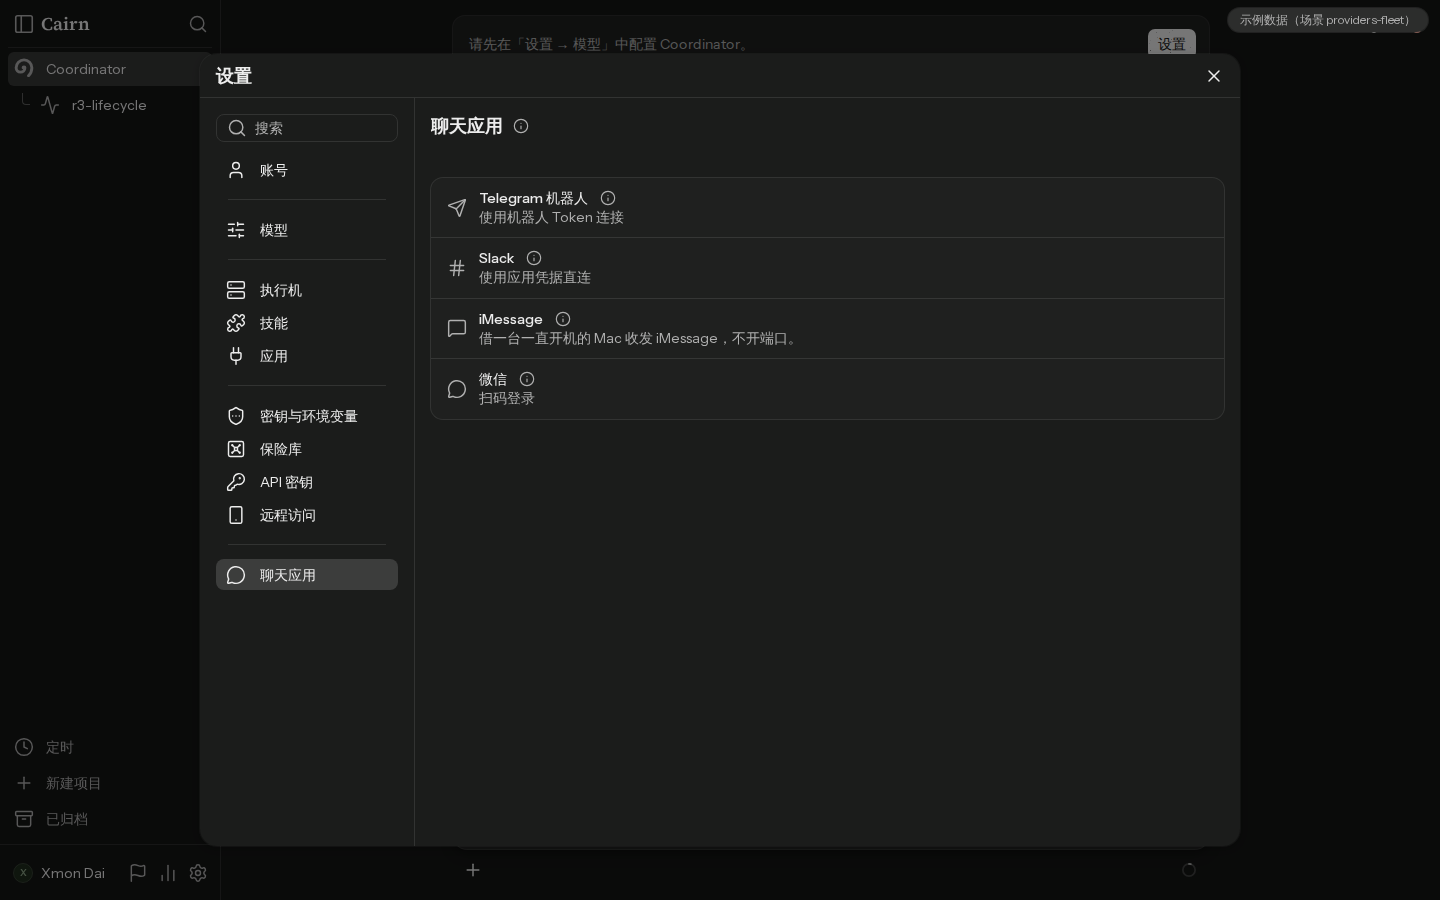 Cairn
Coordinator
r3-lifecycle
定时
新建项目
已归档
X
Xmon Dai
请先在「设置 → 模型」中配置 Coordinator。
设置
示例数据（场景 providers-fleet）
设置
搜索
账号
模型
执行机
技能
应用
密钥与环境变量
保险库
API 密钥
远程访问
聊天应用
聊天应用
Telegram 机器人
使用机器人 Token 连接
Slack
使用应用凭据直连
iMessage
借一台一直开机的 Mac 收发 iMessage，不开端口。
微信
扫码登录